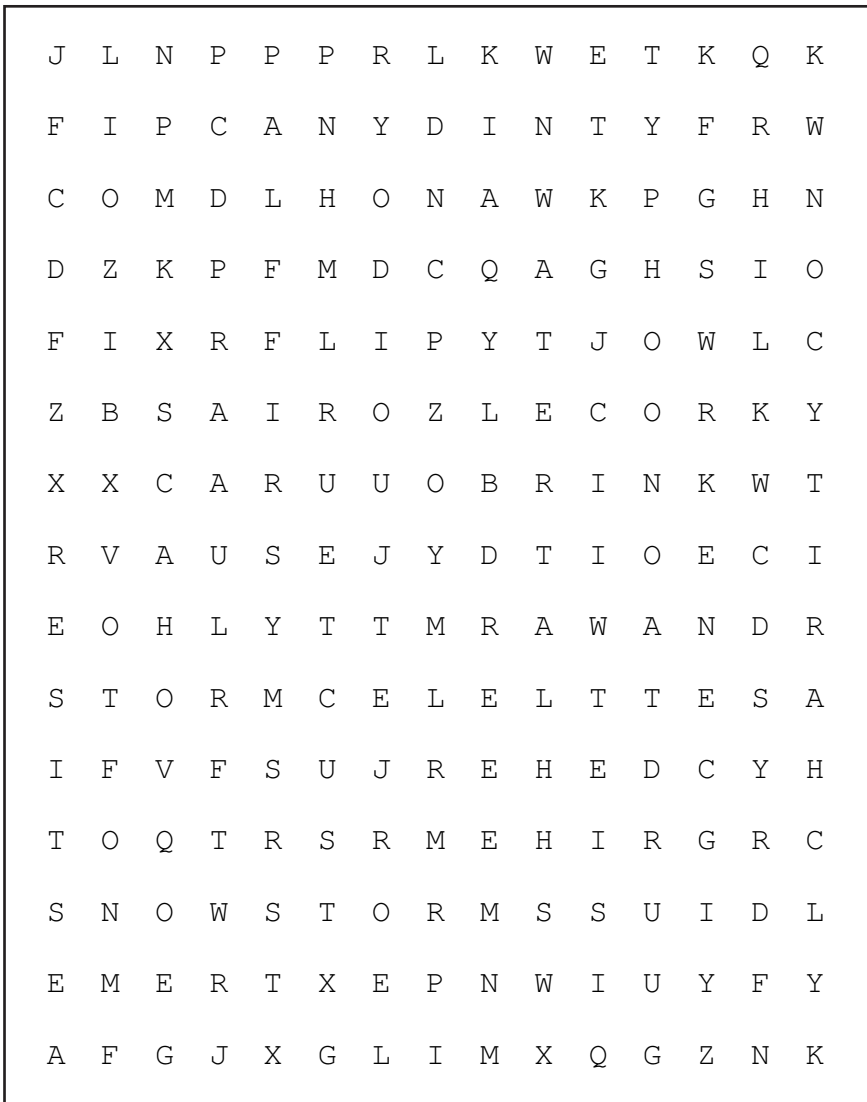 J L N P P P R L K W E T K Q K
F I P C A N Y D I N T Y F R W
C O M D L H O N A W K P G H N
D Z K P F M D C Q A G H S I O
F I X R F L I P Y T J O W L C
Z B S A I R O Z L E C O R K Y
X X C A R U U O B R I N K W T
R V A U S E J Y D T I O E C I
E O H L Y T T M R A W A N D R
S T O R M C E L E L T T E S A
I F V F S U J R E H E D C Y H
T O Q T R S R M E H I R G R C
S N O W S T O R M S S U I D L
E M E R T X E P N W I U Y F Y
A F G J X G L I M X Q G Z N K